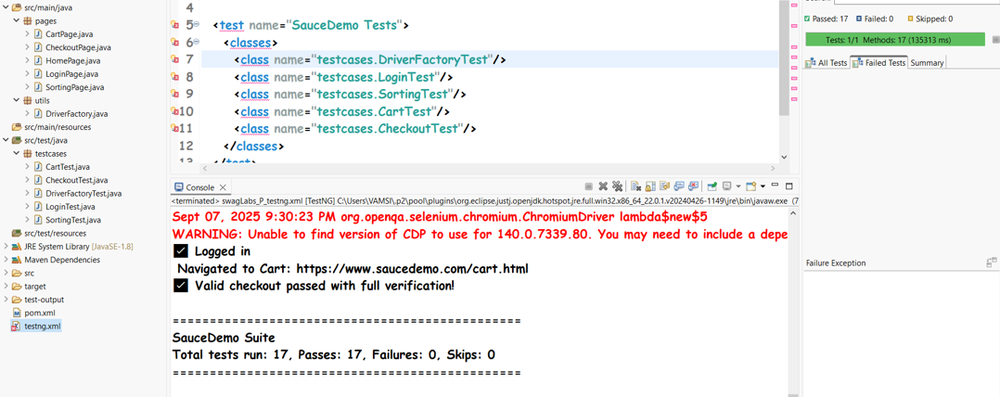 src/main/java
pages
CartPage.java
CheckoutPage.java
HomePage.java
LoginPage.java
SortingPage.java
utils
DriverFactory.java
src/main/resources
src/test/java
testcases
CartTest.java
CheckoutTest.java
DriverFactoryTest.java
LoginTest.java
SortingTest.java
src/test/resources
JRE System Library [JavaSE-1.8]
Maven Dependencies
src
target
test-output
pom.xml
testng.xml
4
5 <test name="SauceDemo Tests">
6 <classes>
7 <class name="testcases.DriverFactoryTest"/>
8 <class name="testcases.LoginTest"/>
9 <class name="testcases.SortingTest"/>
10 <class name="testcases.CartTest"/>
11 <class name="testcases.CheckoutTest"/>
12 </classes>
Console
<terminated> swagLabs_P_testng.xml [TestNG] C:\Users\VAMSI\.p2\pool\plugins\org.eclipse.justj.openjdk.hotspot.jre.full.win32.x86_64_22.0.1.v20240426-1149\jre\bin\javaw.exe (7
Sept 07, 2025 9:30:23 PM org.openqa.selenium.chromium.ChromiumDriver lambda$new$5
WARNING: Unable to find version of CDP to use for 140.0.7339.80. You may need to include a depe
✅ Logged in
Navigated to Cart: https://www.saucedemo.com/cart.html
✅ Valid checkout passed with full verification!
===============================================
SauceDemo Suite
Total tests run: 17, Passes: 17, Failures: 0, Skips: 0
===============================================
Passed: 17 Failed: 0 Skipped: 0
Tests: 1/1 Methods: 17 (135313 ms)
All Tests Failed Tests Summary
Failure Exception